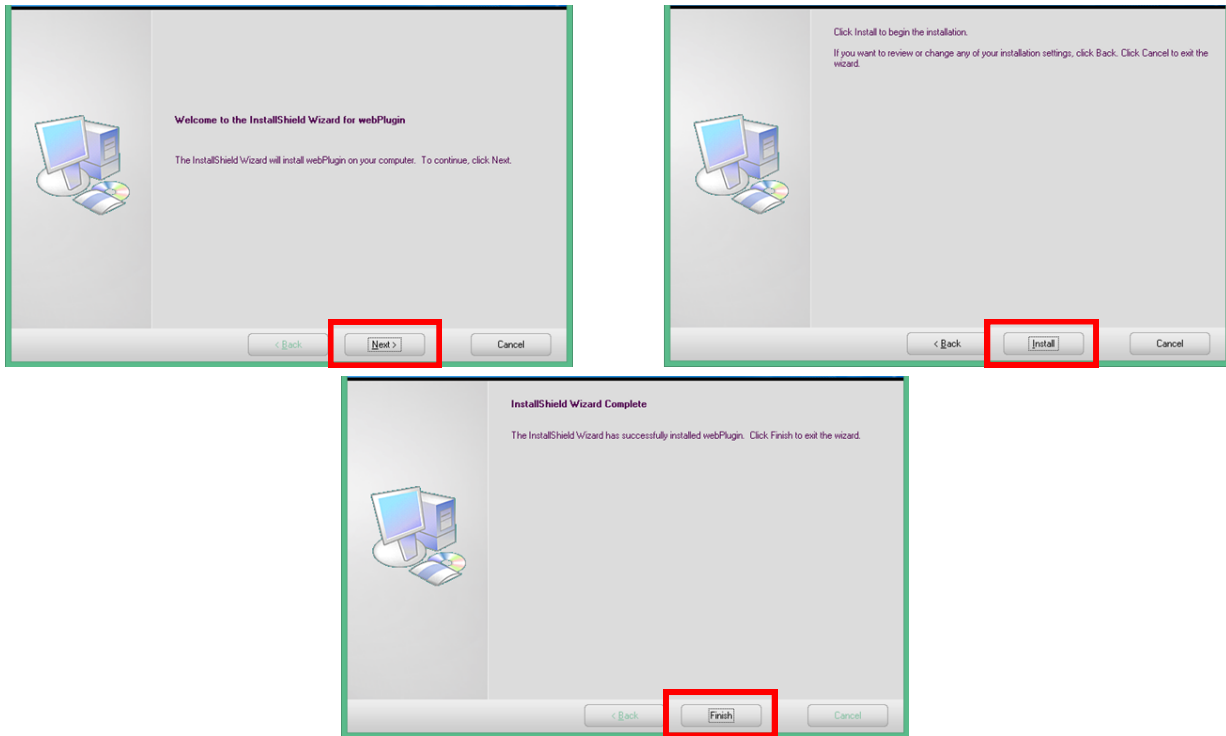 Welcome to the InstallShield Wizard for webPlugin
The InstallShield Wizard will install webPlugin on your computer. To continue, click Next.
< Back
Next >
Cancel
Click Install to begin the installation.
If you want to review or change any of your installation settings, click Back. Click Cancel to exit the
wizard.
< Back
Install
Cancel
InstallShield Wizard Complete
The InstallShield Wizard has successfully installed webPlugin. Click Finish to exit the wizard.
< Back
Finish
Cancel